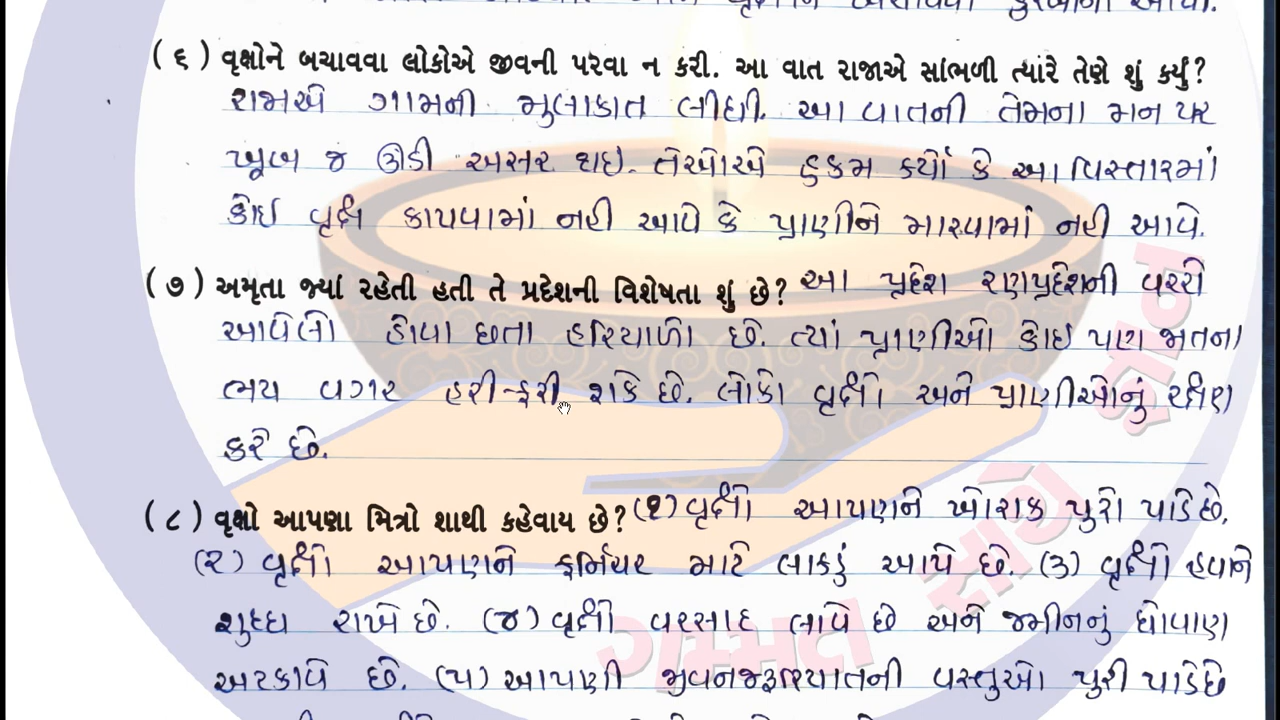 (૬) વૃક્ષોને બચાવવા લોકોએ જીવની પરવા ન કરી. આ વાત રાજાએ સાંભળી ત્યારે તેણે શું કર્યું?
રાજાએ ગામની મુલાકાત લીધી. આ વાતની તેમના મન પર
ખૂબ જ ઊંડી અસર થઇ. તેઓએ હુકમ કર્યો કે આ વિસ્તારમાં
કોઇ વૃક્ષ કાપવામાં નહી આવે કે પ્રાણીને મારવામાં નહી આવે.
(૭) અમૃતા જ્યાં રહેતી હતી તે પ્રદેશની વિશેષતા શું છે? આ પ્રદેશ રણપ્રદેશની વચ્ચે
આવેલો હોવા છતા હરિયાળો છે. ત્યાં પ્રાણીઓ કોઇ પણ જાતના
ભય વગર હરી-ફરી શકે છે. લોકો વૃક્ષો અને પ્રાણીઓનું રક્ષણ
કરે છે.
(૮) વૃક્ષો આપણા મિત્રો શાથી કહેવાય છે? (૧) વૃક્ષો આપણને ખોરાક પુરો પાડે છે.
(૨) વૃક્ષો આપણને ફર્નિચર માટે લાકડું આપે છે. (૩) વૃક્ષો હવાને
શુધ્ધ રાખે છે. (૪) વૃક્ષો વરસાદ લાવે છે અને જમીનનું ધોવાણ
અટકાવે છે. (૫) આપણી જીવનજરૂરિયાતની વસ્તુઓ પુરી પાડે છે